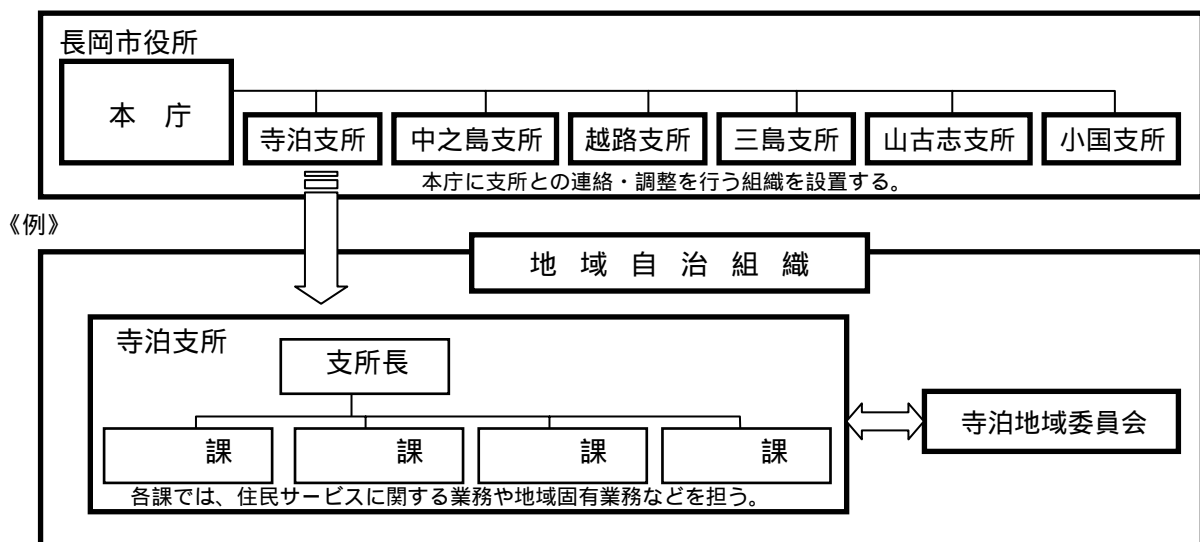 長岡市役所
本　庁
寺泊支所
中之島支所
越路支所
三島支所
山古志支所
小国支所
本庁に支所との連絡・調整を行う組織を設置する。
《例》
地　域　自　治　組　織
寺泊支所
支所長
課
課
課
課
各課では、住民サービスに関する業務や地域固有業務などを担う。
寺泊地域委員会